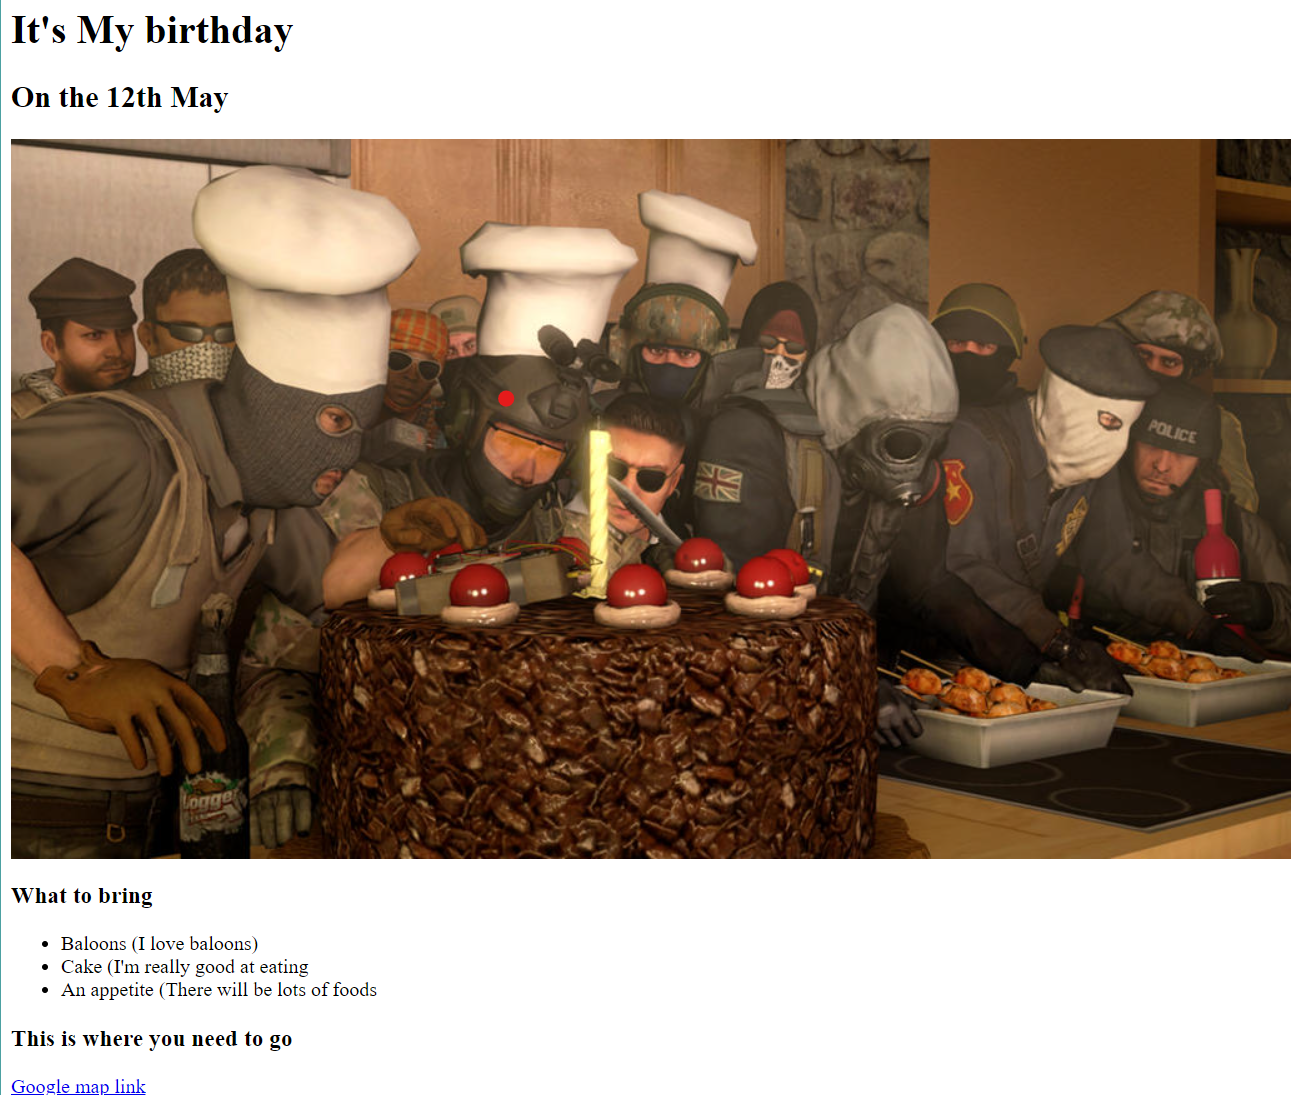 It's My birthday
On the 12th May
POLICE
Logger
What to bring
Baloons (I love baloons)
Cake (I'm really good at eating
An appetite (There will be lots of foods
This is where you need to go
Google map link